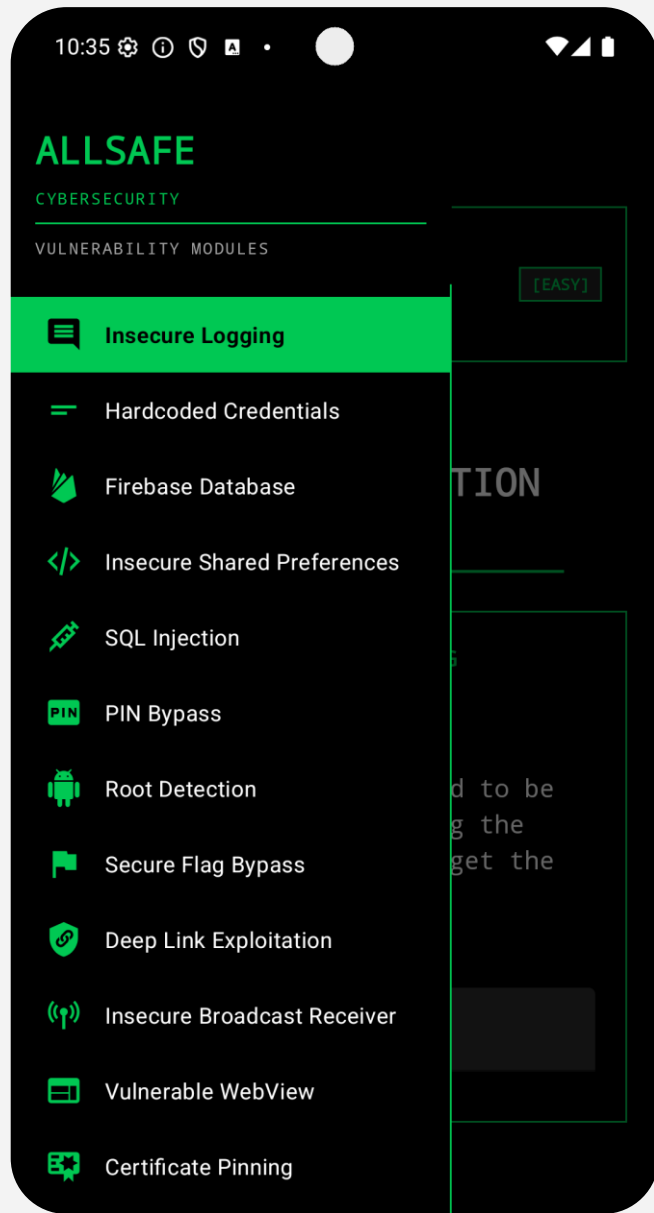 10:35
ALLSAFE
CYBERSECURITY
VULNERABILITY MODULES
[EASY]
Insecure Logging
Hardcoded Credentials
Firebase Database
TION
Insecure Shared Preferences
SQL Injection
PIN
PIN Bypass
Root Detection
d to be
g the
get the
Secure Flag Bypass
Deep Link Exploitation
Insecure Broadcast Receiver
Vulnerable WebView
Certificate Pinning